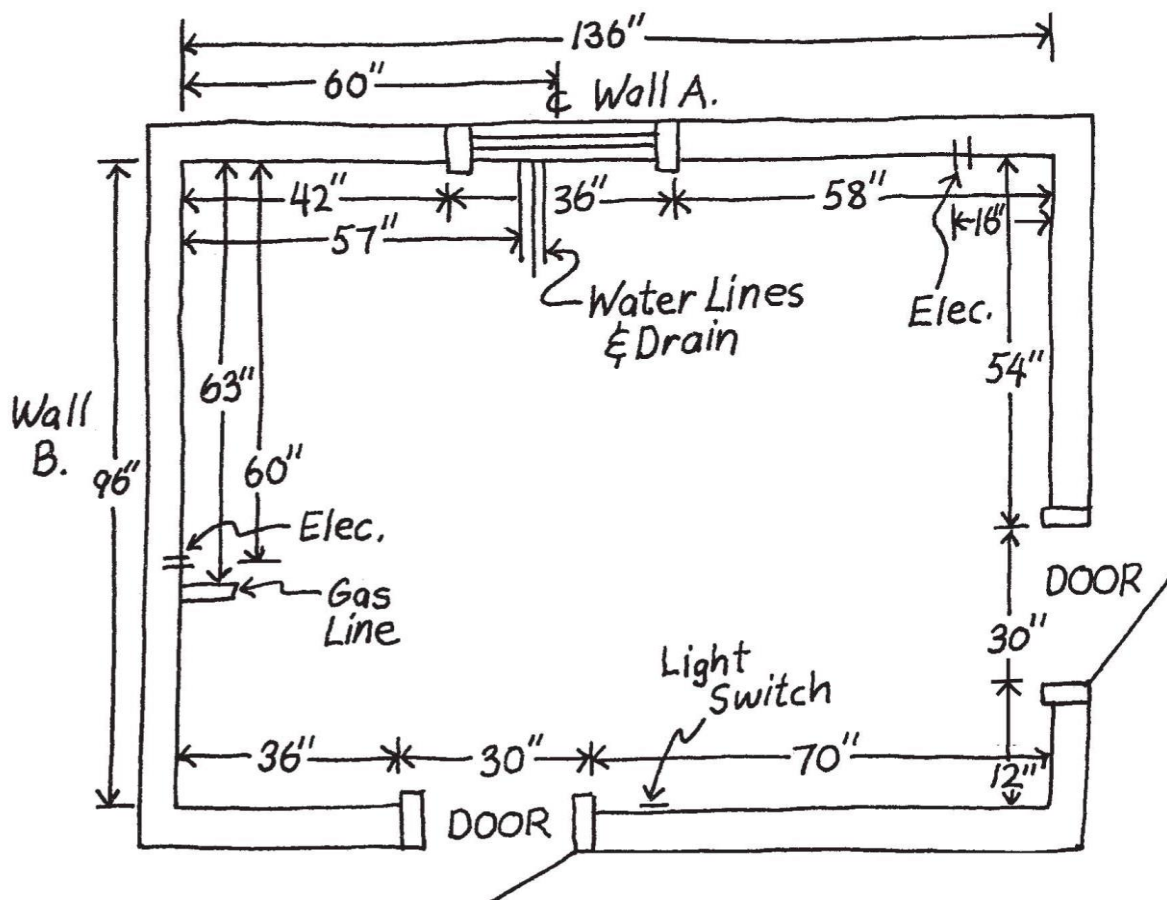 136"
60"
¢ Wall A.
42"
36"
58"
16"
57"
Water Lines
& Drain
Elec.
54"
63"
Wall
B.
96"
60"
Elec.
Gas
Line
DOOR
30"
Light
Switch
36"
30"
70"
12"
DOOR